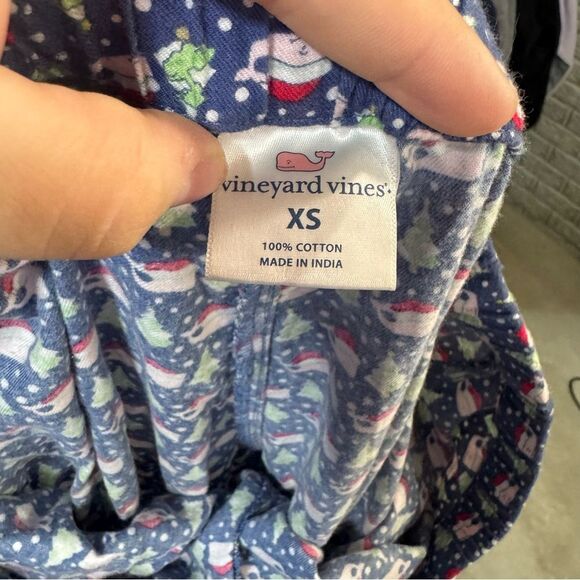 vineyard vines
XS
100% COTTON
MADE IN INDIA